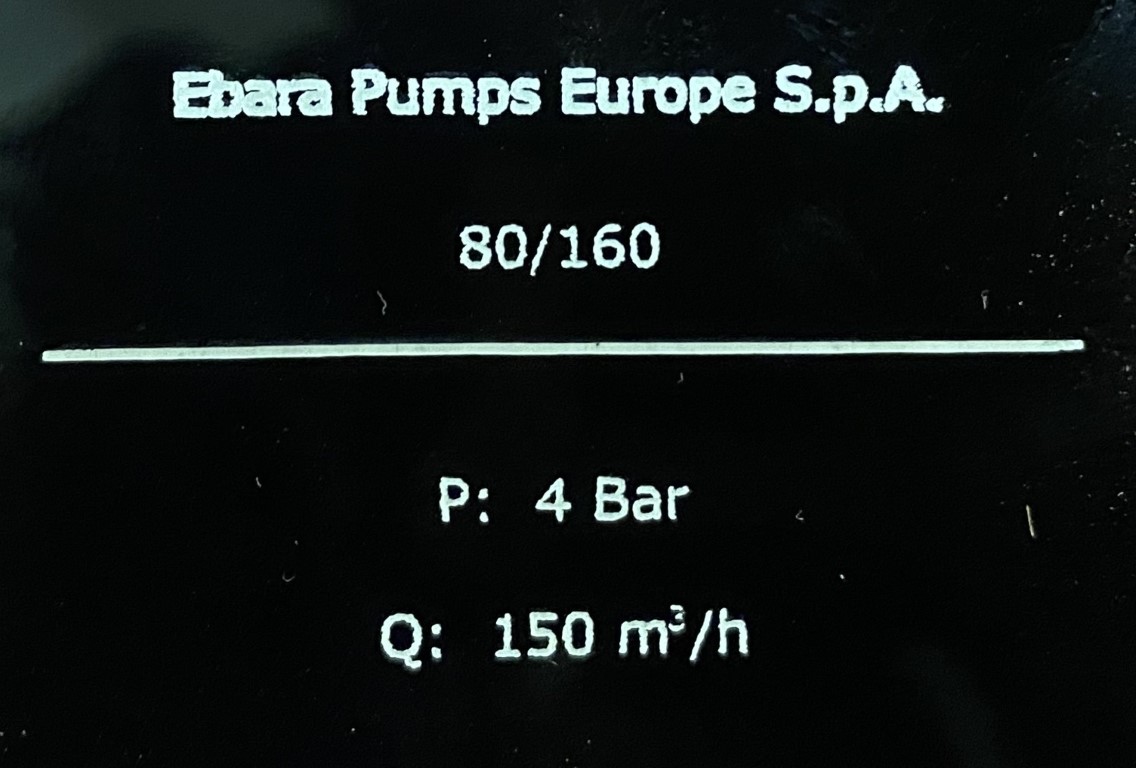 Ebara Pumps Europe S.p.A.
80/160
P: 4 Bar
Q: 150 m³/h